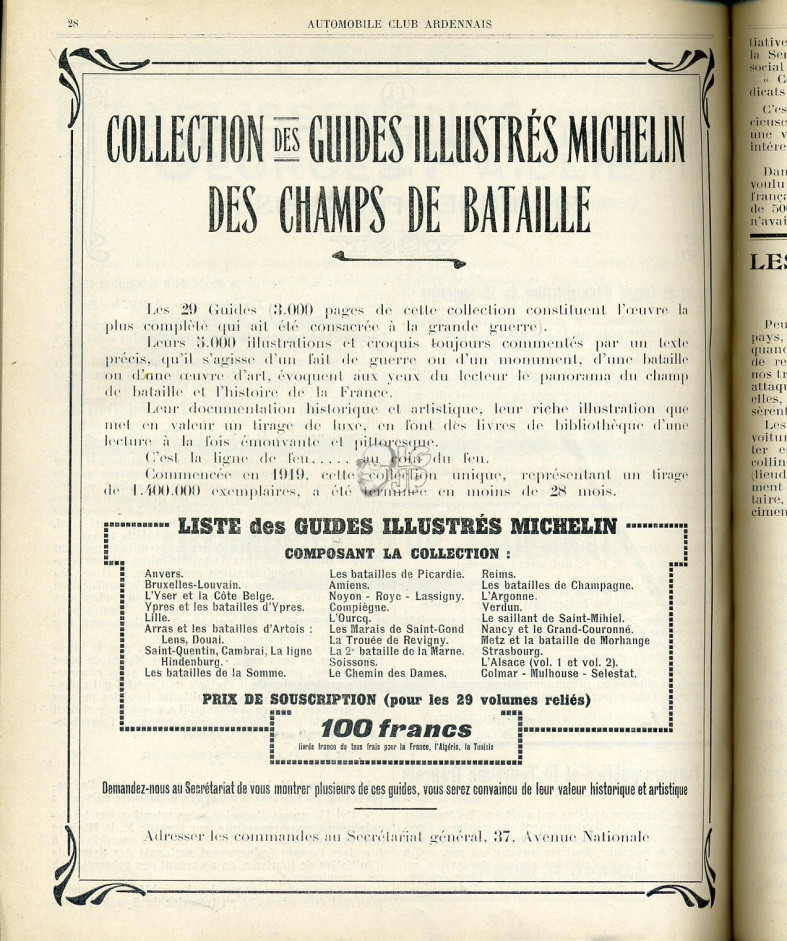 28
AUTOMOBILE CLUB ARDENNAIS
COLLECTION DES GUIDES ILLUSTRÉS MICHELIN
DES CHAMPS DE BATAILLE
Les 29 Guides (3.000 pages de cette collection constituent l'œuvre la
plus complète qui ait été consacrée à la grande guerre).
Leurs 5.000 illustrations et croquis toujours commentés par un texte
précis, qu'il s'agisse d'un fait de guerre ou d'un monument, d'une bataille
ou d'une œuvre d'art, évoquent aux yeux du lecteur le panorama du champ
de bataille et l'histoire de la France.
Leur documentation historique et artistique, leur riche illustration que
met en valeur un tirage de luxe, en font des livres de bibliothèque d'une
lecture à la fois émouvante et pittoresque.
C'est la ligne de feu..... au coin du feu.
Commencée en 1919, cette collection unique, représentant un tirage
de 1.400.000 exemplaires, a été terminée en moins de 28 mois.
LISTE des GUIDES ILLUSTRÉS MICHELIN
COMPOSANT LA COLLECTION :
Anvers.
Bruxelles-Louvain.
L'Yser et la Côte Belge.
Ypres et les batailles d'Ypres.
Lille.
Arras et les batailles d'Artois :
Lens, Douai.
Saint-Quentin, Cambrai, La ligne
Hindenburg.
Les batailles de la Somme.
Les batailles de Picardie.
Amiens.
Noyon - Roye - Lassigny.
Compiègne.
L'Ourcq.
Les Marais de Saint-Gond
La Trouée de Revigny.
La 2e bataille de la Marne.
Soissons.
Le Chemin des Dames.
Reims.
Les batailles de Champagne.
L'Argonne.
Verdun.
Le saillant de Saint-Mihiel.
Nancy et le Grand-Couronné.
Metz et la bataille de Morhange
Strasbourg.
L'Alsace (vol. 1 et vol. 2).
Colmar - Mulhouse - Selestat.
PRIX DE SOUSCRIPTION (pour les 29 volumes reliés)
100 francs
livrés franco de tous frais pour la France, l'Algérie, la Tunisie
Demandez-nous au Secrétariat de vous montrer plusieurs de ces guides, vous serez convaincu de leur valeur historique et artistique
Adresser les commandes au Secrétariat général, 37, Avenue Nationale